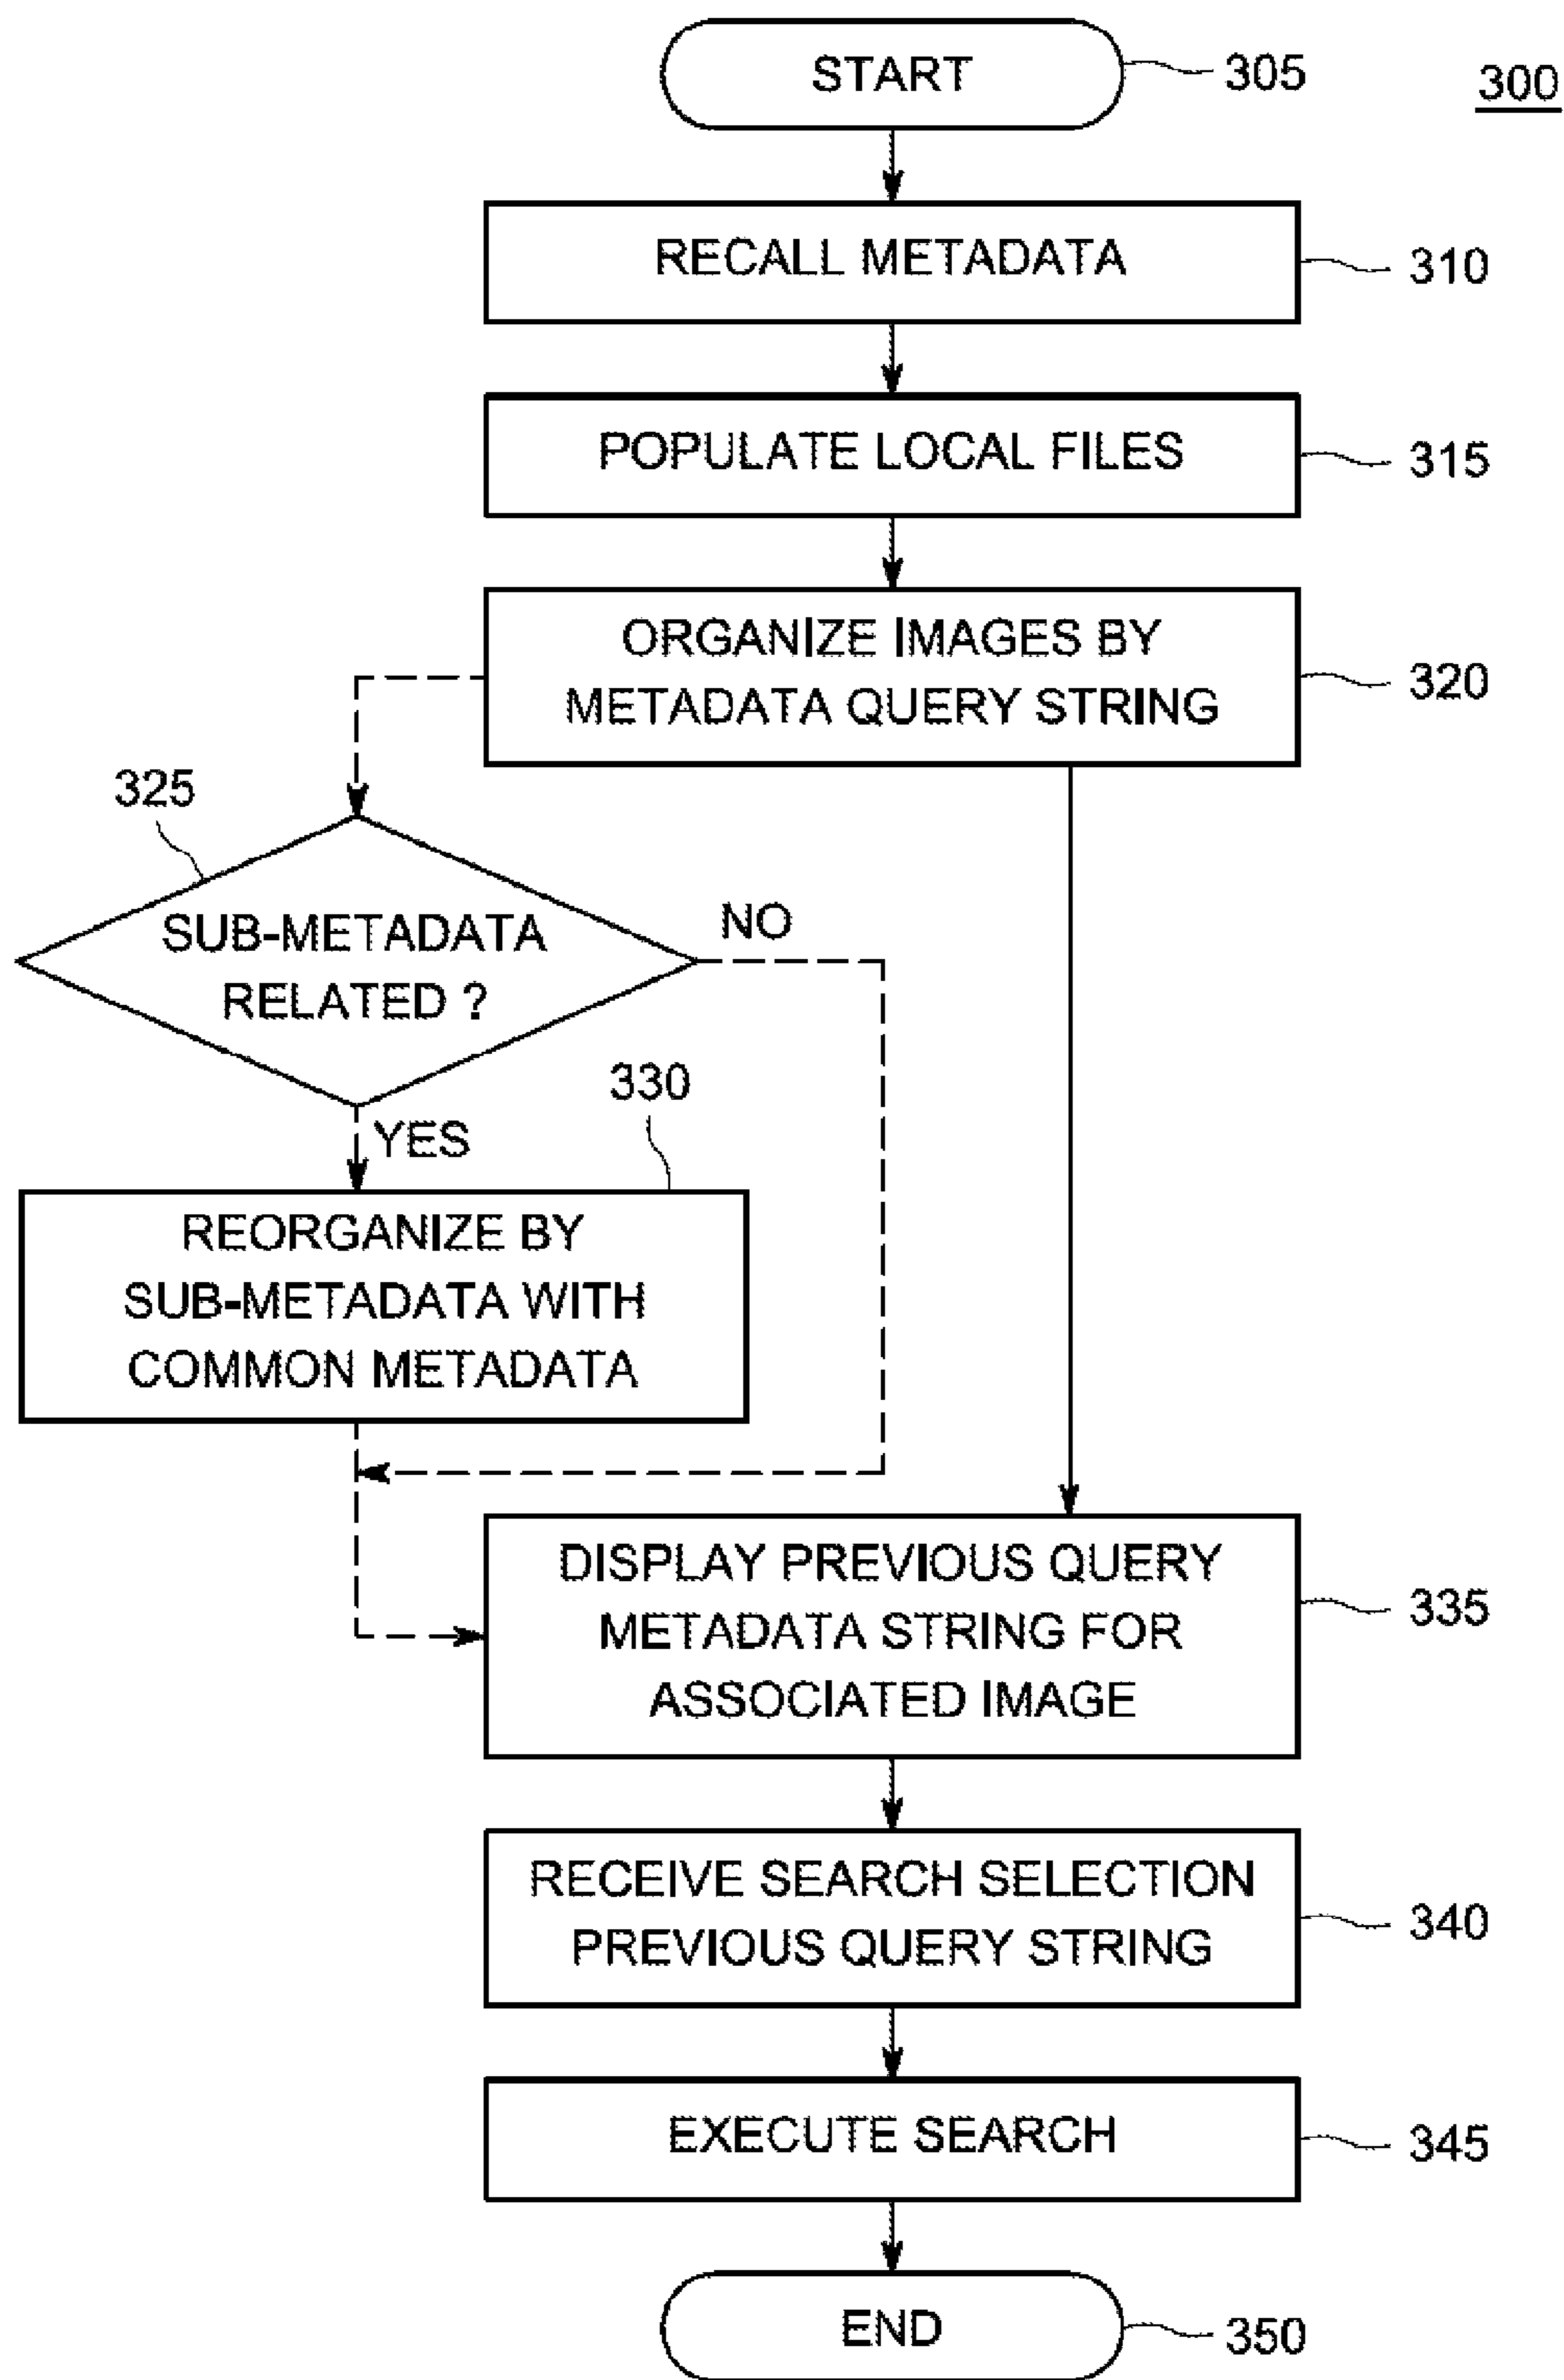 START
305
300
RECALL METADATA
310
POPULATE LOCAL FILES
315
ORGANIZE IMAGES BY
METADATA QUERY STRING
320
325
SUB-METADATA
RELATED ?
NO
YES
330
REORGANIZE BY
SUB-METADATA WITH
COMMON METADATA
DISPLAY PREVIOUS QUERY
METADATA STRING FOR
ASSOCIATED IMAGE
335
RECEIVE SEARCH SELECTION
PREVIOUS QUERY STRING
340
EXECUTE SEARCH
345
END
350